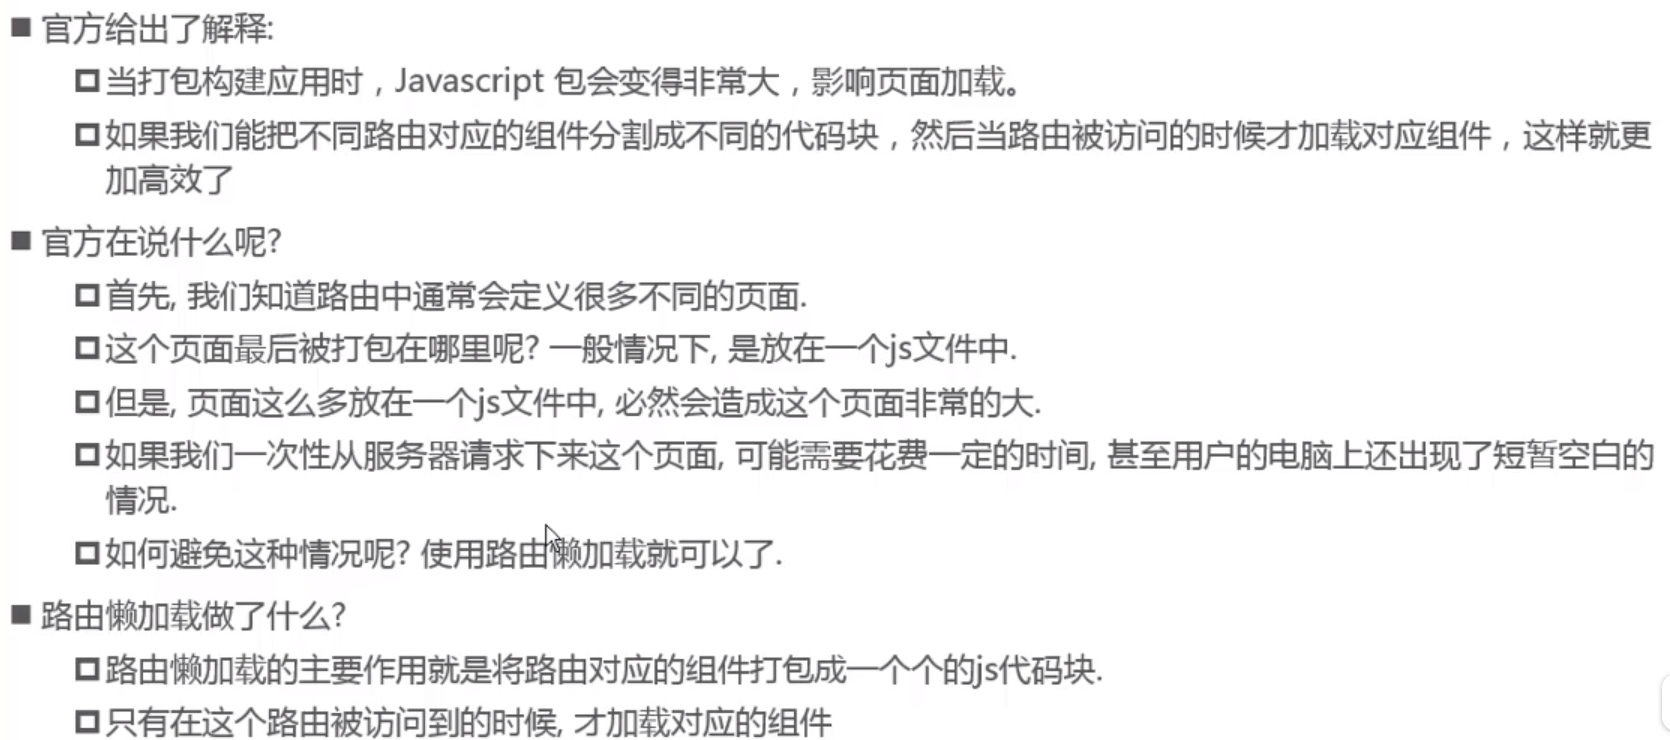 ■ 官方给出了解释:
当打包构建应用时，Javascript 包会变得非常大，影响页面加载。
如果我们能把不同路由对应的组件分割成不同的代码块，然后当路由被访问的时候才加载对应组件，这样就更
加高效了
■ 官方在说什么呢?
首先, 我们知道路由中通常会定义很多不同的页面.
这个页面最后被打包在哪里呢? 一般情况下, 是放在一个js文件中.
但是, 页面这么多放在一个js文件中, 必然会造成这个页面非常的大.
如果我们一次性从服务器请求下来这个页面, 可能需要花费一定的时间, 甚至用户的电脑上还出现了短暂空白的
情况.
如何避免这种情况呢? 使用路由懒加载就可以了.
■ 路由懒加载做了什么?
路由懒加载的主要作用就是将路由对应的组件打包成一个个的js代码块.
只有在这个路由被访问到的时候, 才加载对应的组件